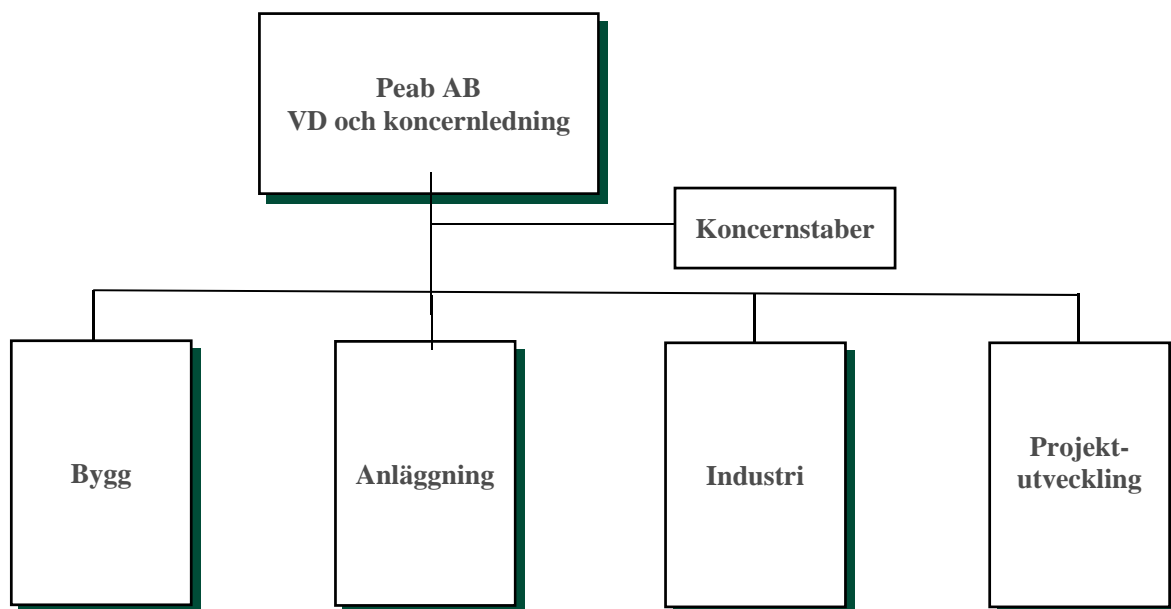 Peab AB
VD och koncernledning
Koncernstaber
Bygg
Anläggning
Industri
Projekt-
utveckling